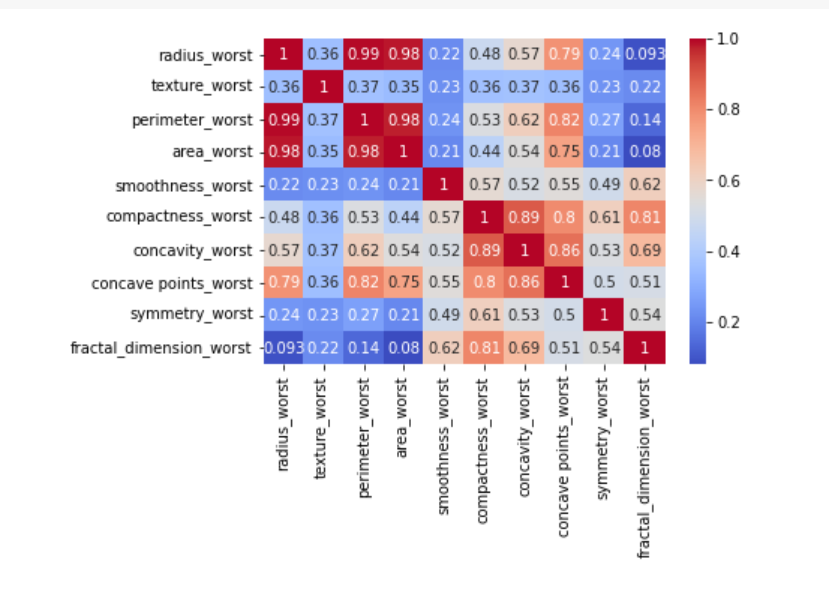 radius_worst 1 0.36 0.99 0.98 0.22 0.48 0.57 0.79 0.24 0.093
texture_worst 0.36 1 0.37 0.35 0.23 0.36 0.37 0.36 0.23 0.22
perimeter_worst 0.99 0.37 1 0.98 0.24 0.53 0.62 0.82 0.27 0.14
area_worst 0.98 0.35 0.98 1 0.21 0.44 0.54 0.75 0.21 0.08
smoothness_worst 0.22 0.23 0.24 0.21 1 0.57 0.52 0.55 0.49 0.62
compactness_worst 0.48 0.36 0.53 0.44 0.57 1 0.89 0.8 0.61 0.81
concavity_worst 0.57 0.37 0.62 0.54 0.52 0.89 1 0.86 0.53 0.69
concave points_worst 0.79 0.36 0.82 0.75 0.55 0.8 0.86 1 0.5 0.51
symmetry_worst 0.24 0.23 0.27 0.21 0.49 0.61 0.53 0.5 1 0.54
fractal_dimension_worst 0.093 0.22 0.14 0.08 0.62 0.81 0.69 0.51 0.54 1
radius_worst
texture_worst
perimeter_worst
area_worst
smoothness_worst
compactness_worst
concavity_worst
concave points_worst
symmetry_worst
fractal_dimension_worst
1.0
0.8
0.6
0.4
0.2